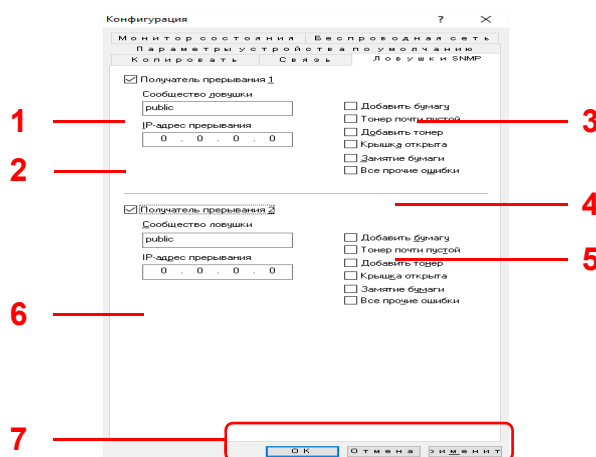 Конфигурация ? ×
Монитор состояния Беспроводная сеть
Параметры устройства по умолчанию
Копировать Связь Ловушки SNMP
Получатель прерывания 1
Сообщество ловушки
public
IP-адрес прерывания
0 . 0 . 0 . 0
Добавить бумагу
Тонер почти пустой
Добавить тонер
Крышка открыта
Замятие бумаги
Все прочие ошибки
1
2
3
4
Получатель прерывания 2
Сообщество ловушки
public
IP-адрес прерывания
0 . 0 . 0 . 0
Добавить бумагу
Тонер почти пустой
Добавить тонер
Крышка открыта
Замятие бумаги
Все прочие ошибки
5
6
7
OK Отмена зименит